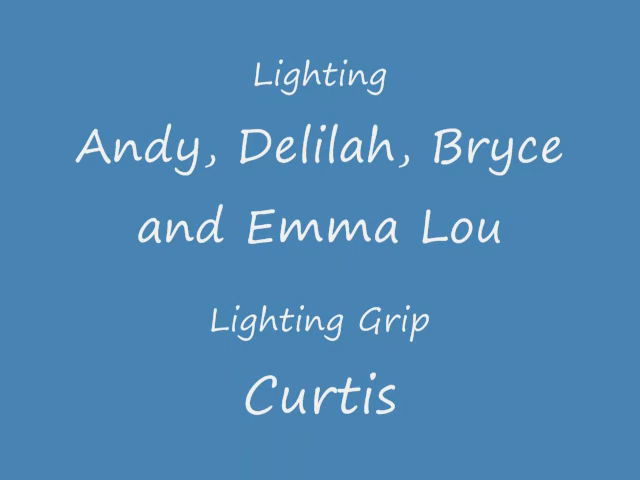 Lighting
Andy, Delilah, Bryce
and Emma Lou
Lighting Grip
Curtis